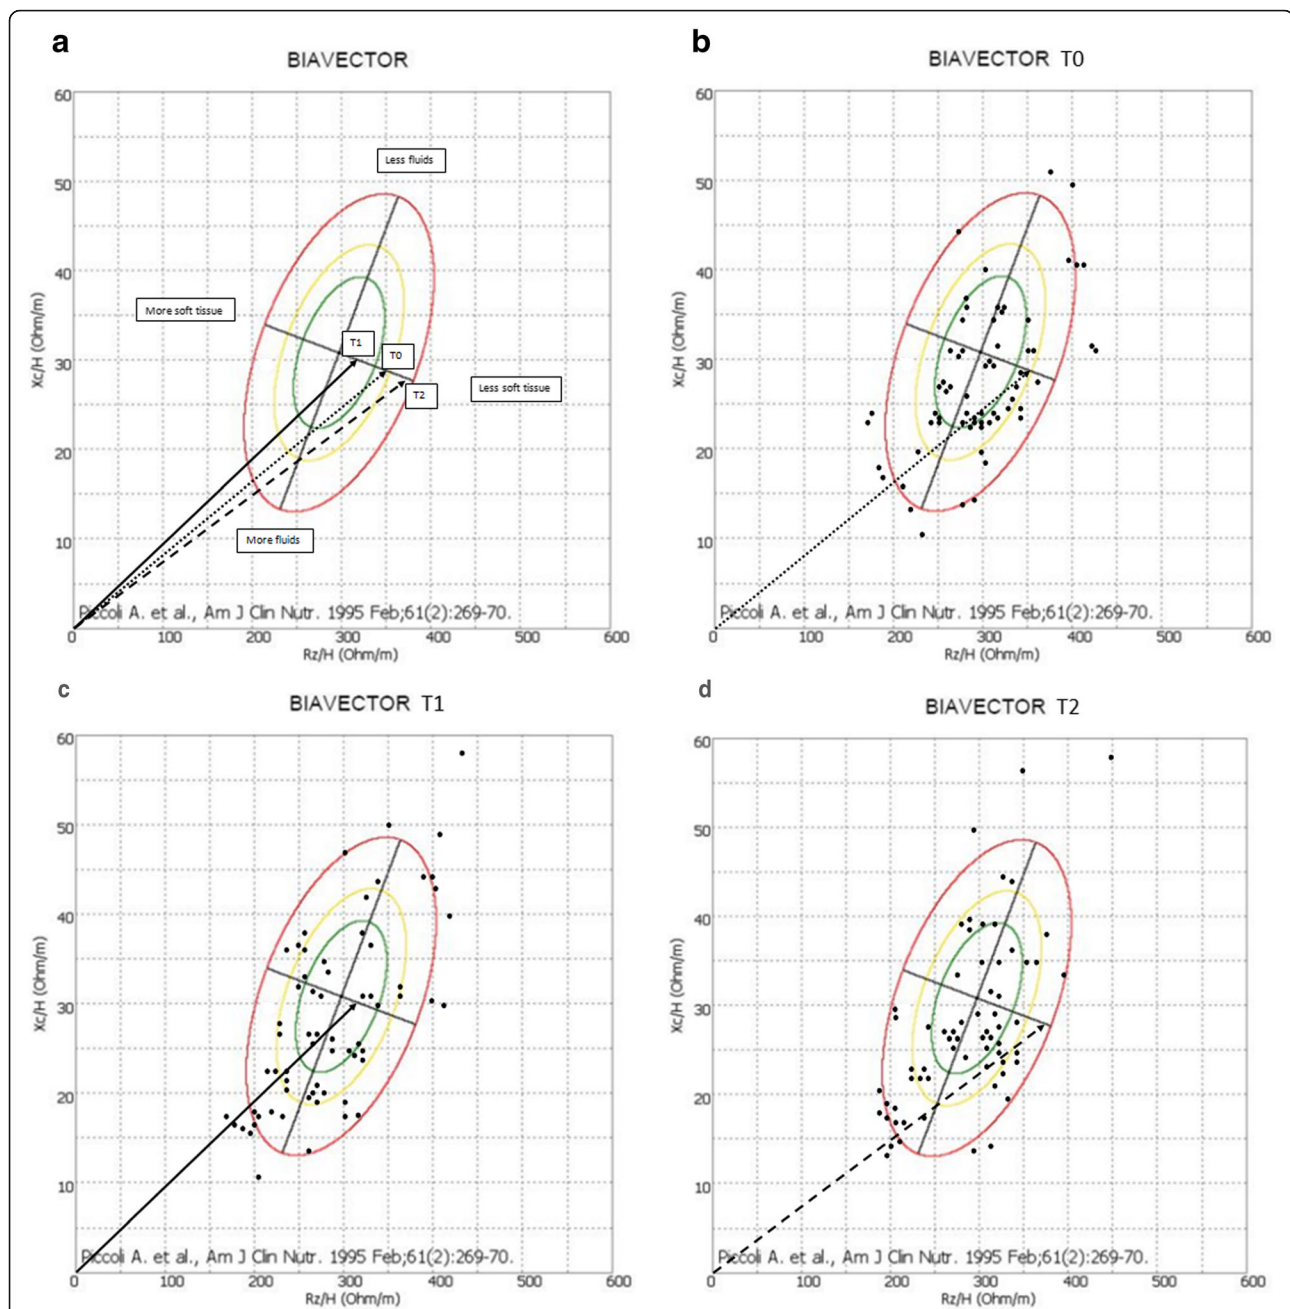 a
BIAVECTOR
60
50
40
30
20
10
Xc/H (Ohm/m)
Less fluids
More soft tissue
T1
T0
T2
Less soft tissue
More fluids
Piccoli A. et al., Am J Clin Nutr. 1995 Feb;61(2):269-70.
0 100 200 300 400 500 600
Rz/H (Ohm/m)
b
BIAVECTOR T0
60
50
40
30
20
10
Xc/H (Ohm/m)
Piccoli A. et al., Am J Clin Nutr. 1995 Feb;61(2):269-70.
0 100 200 300 400 500 600
Rz/H (Ohm/m)
c
BIAVECTOR T1
60
50
40
30
20
10
Xc/H (Ohm/m)
Piccoli A. et al., Am J Clin Nutr. 1995 Feb;61(2):269-70.
0 100 200 300 400 500 600
Rz/H (Ohm/m)
d
BIAVECTOR T2
60
50
40
30
20
10
Xc/H (Ohm/m)
Piccoli A. et al., Am J Clin Nutr. 1995 Feb;61(2):269-70.
0 100 200 300 400 500 600
Rz/H (Ohm/m)